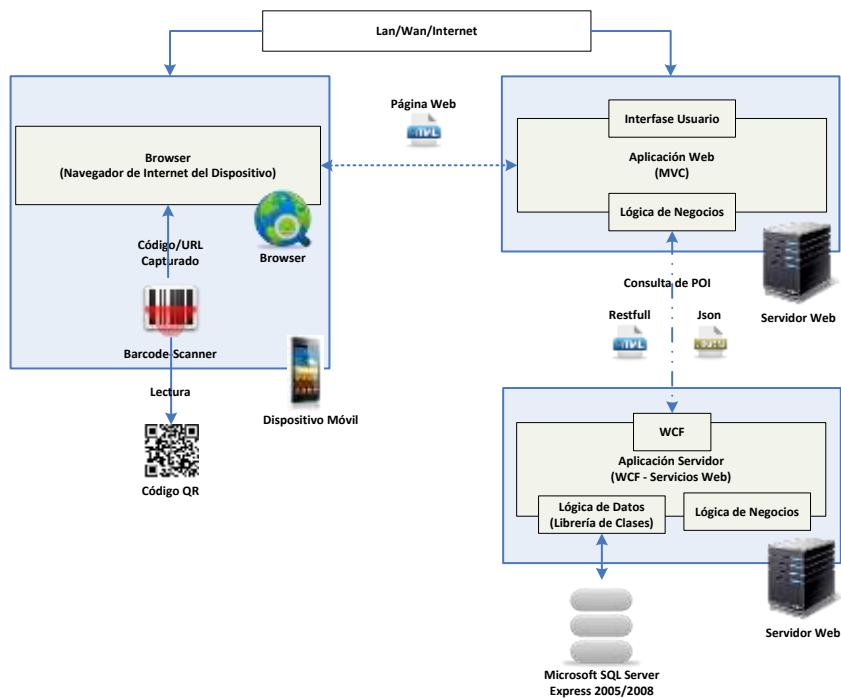 Lan/Wan/Internet
Página Web
Browser
(Navegador de Internet del Dispositivo)
Código/URL
Capturado
Browser
Barcode-Scanner
Lectura
Dispositivo Móvil
Código QR
Interfase Usuario
Aplicación Web
(MVC)
Lógica de Negocios
Servidor Web
Consulta de POI
Restfull
Json
WCF
Aplicación Servidor
(WCF - Servicios Web)
Lógica de Datos
(Librería de Clases)
Lógica de Negocios
Servidor Web
Microsoft SQL Server
Express 2005/2008